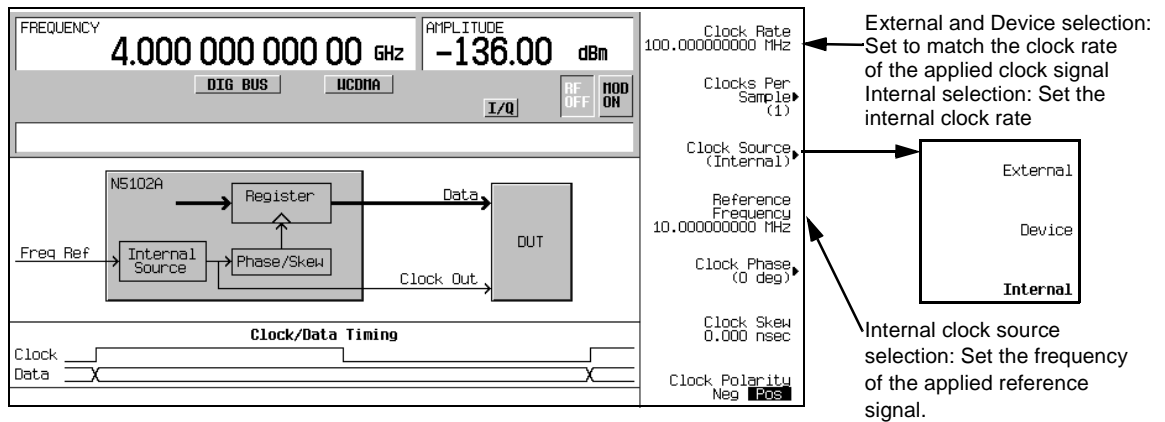 FREQUENCY
4.000 000 000 00 GHz
AMPLITUDE
-136.00 dBm
DIG BUS
WCDMA
I/Q
RF
OFF
MOD
ON
N5102A
Register
Data
Freq Ref
Internal
Source
Phase/Skew
Clock Out
DUT
Clock/Data Timing
Clock
Data
Clock Rate
100.000000000 MHz
Clocks Per
Sample
(1)
Clock Source
(Internal)
Reference
Frequency
10.000000000 MHz
Clock Phase
(0 deg)
Clock Skew
0.000 nsec
Clock Polarity
Neg Pos
External and Device selection:
Set to match the clock rate
of the applied clock signal
Internal selection: Set the
internal clock rate
External
Device
Internal
Internal clock source
selection: Set the frequency
of the applied reference
signal.